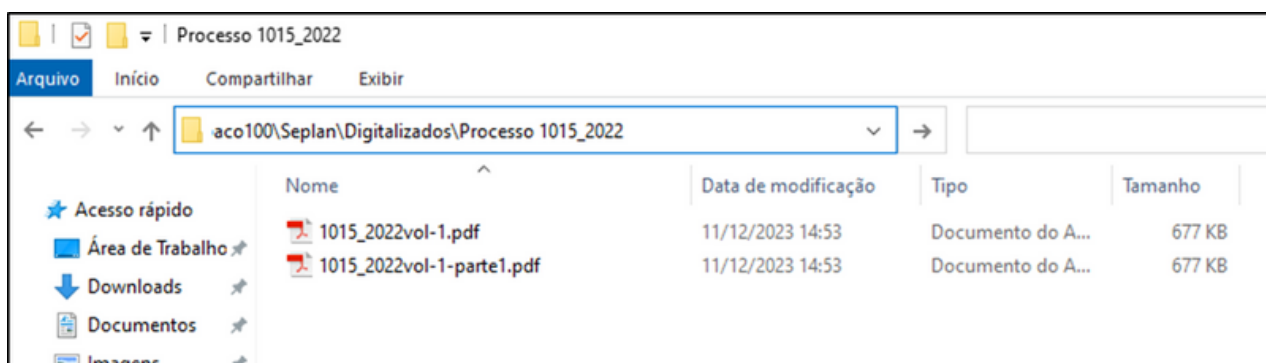 Processo 1015_2022
Arquivo Início Compartilhar Exibir
aco100\Seplan\Digitalizados\Processo 1015_2022
Nome Data de modificação Tipo Tamanho
Acesso rápido
Área de Trabalho
Downloads
Documentos
Imagens
1015_2022vol-1.pdf 11/12/2023 14:53 Documento do A... 677 KB
1015_2022vol-1-parte1.pdf 11/12/2023 14:53 Documento do A... 677 KB